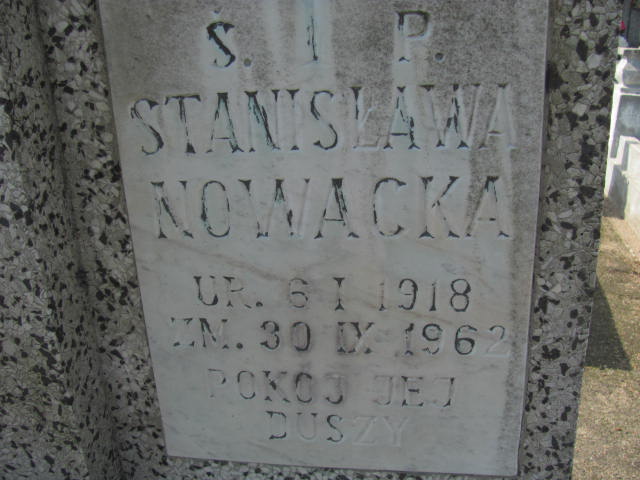 Ś. I P.
STANISŁAWA
NOWACKA
UR. 6 I 1918
ZM. 30 IX 1962
POKÓJ JEJ
DUSZY